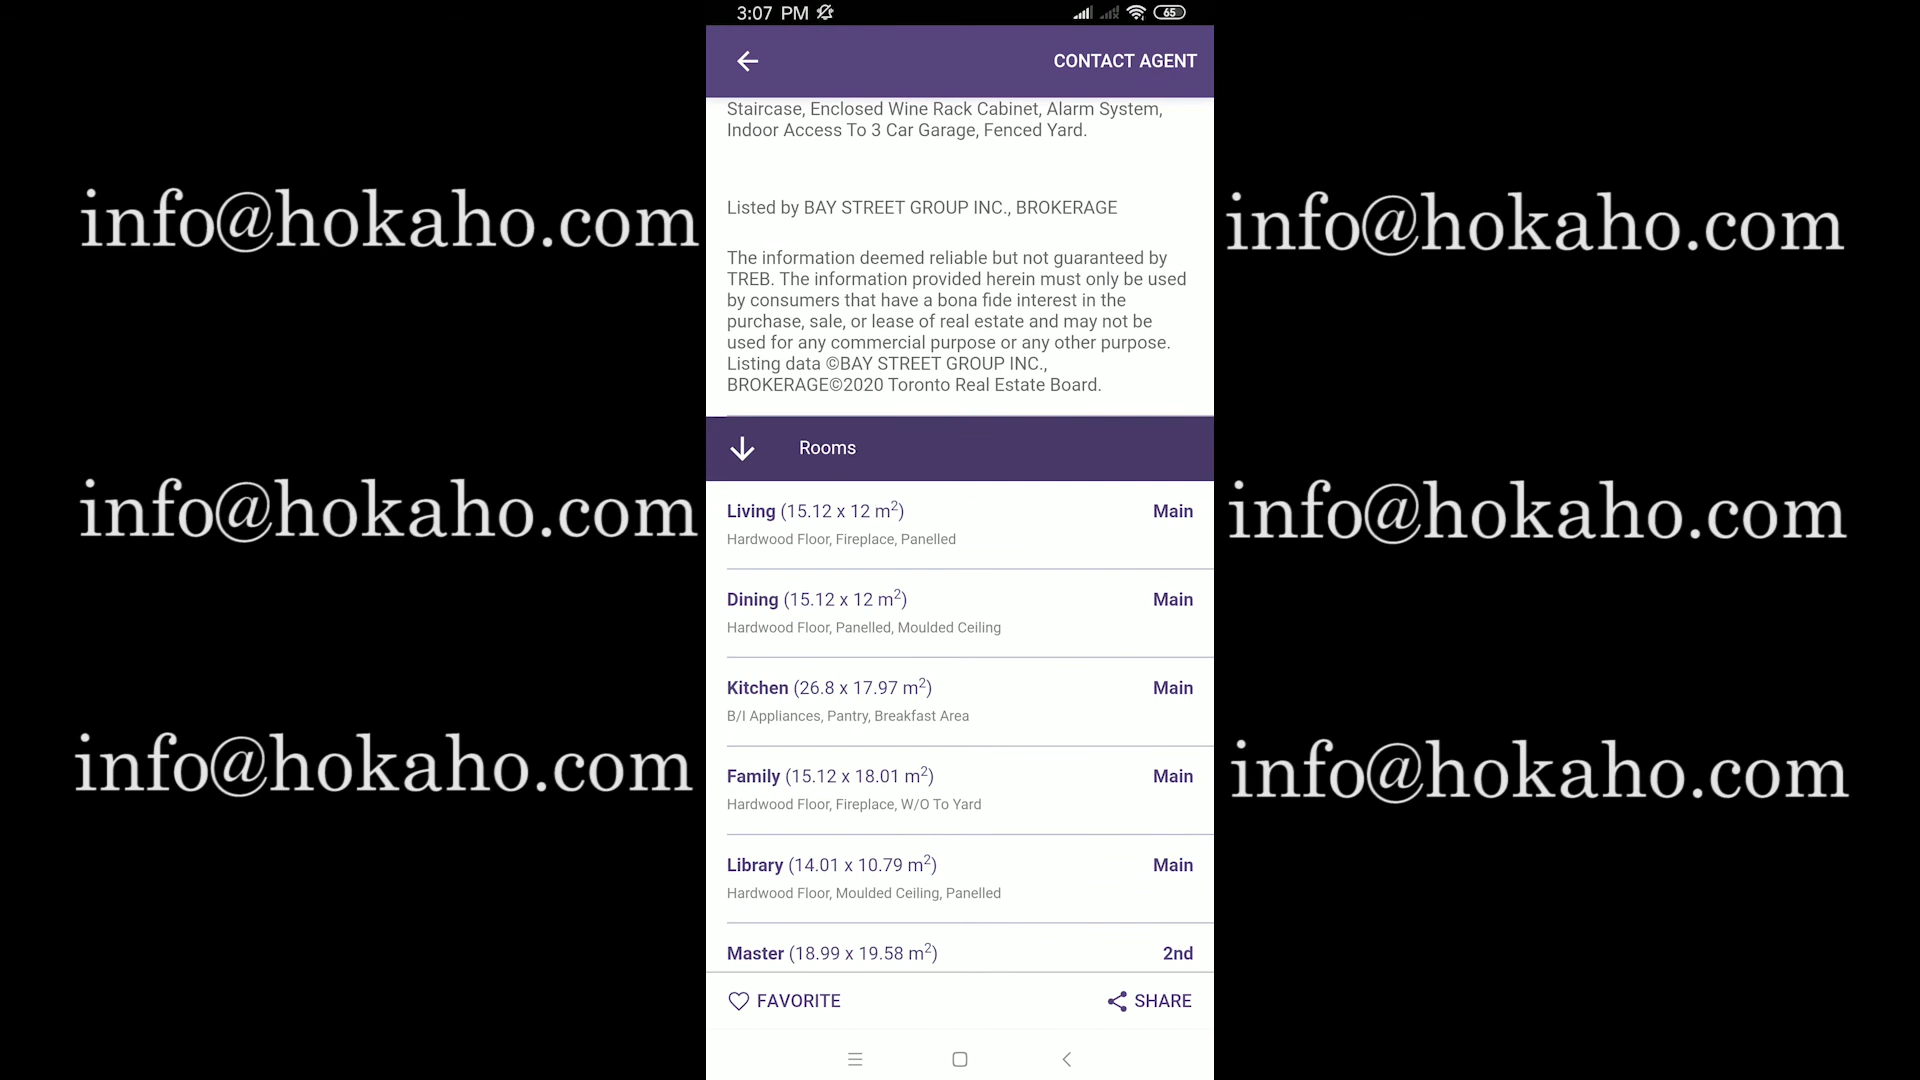 3:07 PM
65
CONTACT AGENT
Staircase, Enclosed Wine Rack Cabinet, Alarm System,
Indoor Access To 3 Car Garage, Fenced Yard.
Listed by BAY STREET GROUP INC., BROKERAGE
The information deemed reliable but not guaranteed by
TREB. The information provided herein must only be used
by consumers that have a bona fide interest in the
purchase, sale, or lease of real estate and may not be
used for any commercial purpose or any other purpose.
Listing data ©BAY STREET GROUP INC.,
BROKERAGE©2020 Toronto Real Estate Board.
Rooms
Living (15.12 x 12 m²) Main
Hardwood Floor, Fireplace, Panelled
Dining (15.12 x 12 m²) Main
Hardwood Floor, Panelled, Moulded Ceiling
Kitchen (26.8 x 17.97 m²) Main
B/I Appliances, Pantry, Breakfast Area
Family (15.12 x 18.01 m²) Main
Hardwood Floor, Fireplace, W/O To Yard
Library (14.01 x 10.79 m²) Main
Hardwood Floor, Moulded Ceiling, Panelled
Master (18.99 x 19.58 m²) 2nd
FAVORITE
SHARE
info@hokaho.com
info@hokaho.com
info@hokaho.com
info@hokaho.com
info@hokaho.com
info@hokaho.com